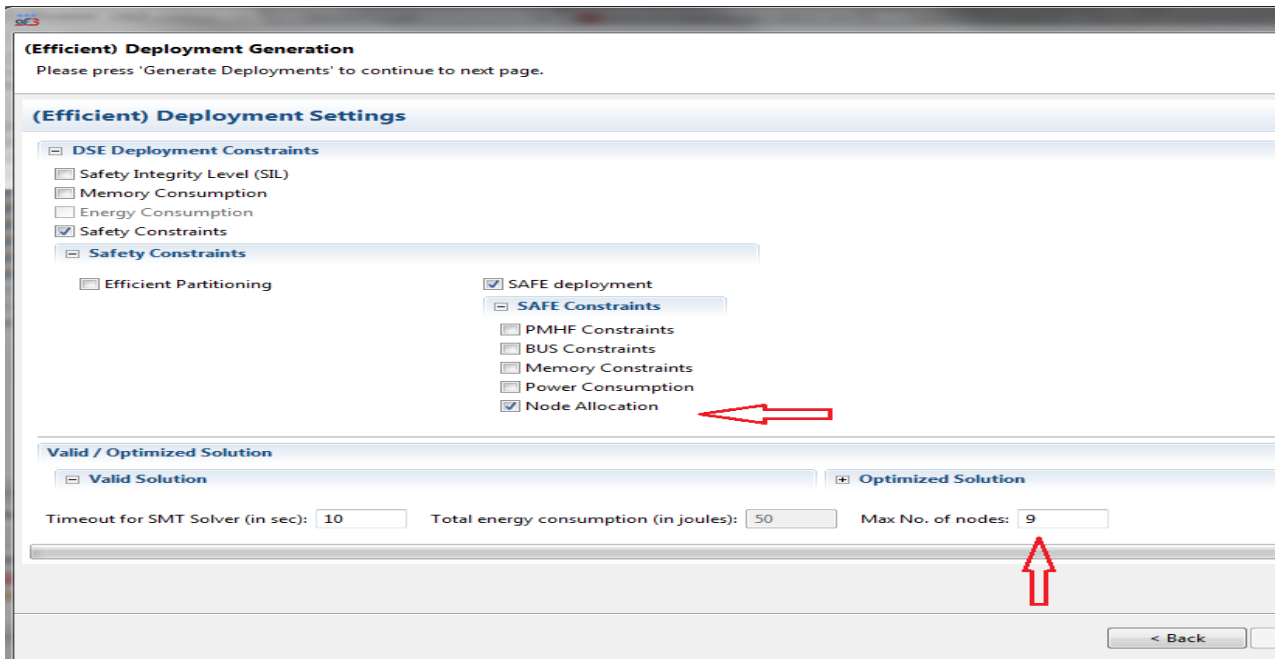 (Efficient) Deployment Generation
Please press 'Generate Deployments' to continue to next page.
(Efficient) Deployment Settings
DSE Deployment Constraints
Safety Integrity Level (SIL)
Memory Consumption
Energy Consumption
Safety Constraints
Safety Constraints
Efficient Partitioning
SAFE deployment
SAFE Constraints
PMHF Constraints
BUS Constraints
Memory Constraints
Power Consumption
Node Allocation
Valid / Optimized Solution
Valid Solution
Optimized Solution
Timeout for SMT Solver (in sec): 10 Total energy consumption (in joules): 50 Max No. of nodes: 9
< Back